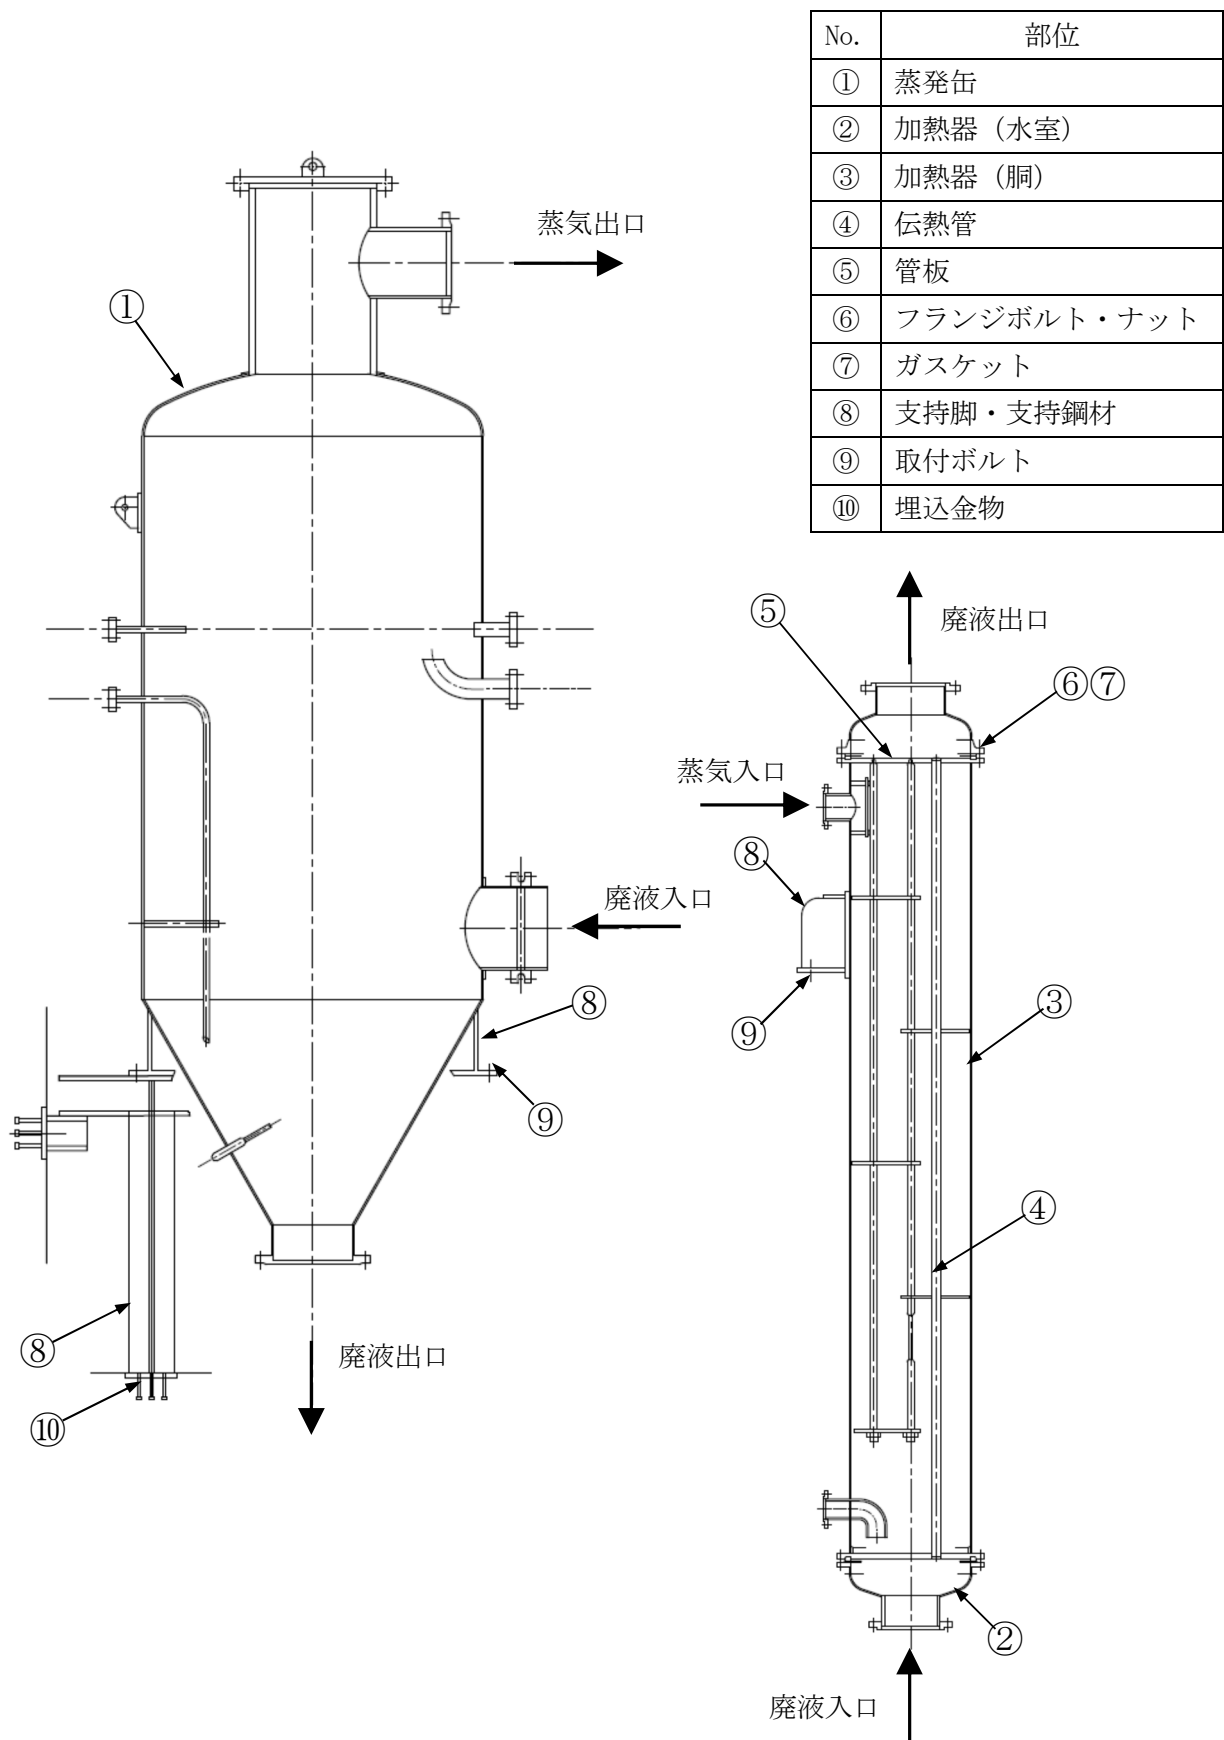 No. 部位
① 蒸発缶
② 加熱器（水室）
③ 加熱器（胴）
④ 伝熱管
⑤ 管板
⑥ フランジボルト・ナット
⑦ ガスケット
⑧ 支持脚・支持鋼材
⑨ 取付ボルト
⑩ 埋込金物
蒸気出口
①
廃液入口
⑧
⑨
⑧
⑩
廃液出口
廃液出口
⑤
⑥⑦
蒸気入口
⑧
⑨
③
④
②
廃液入口